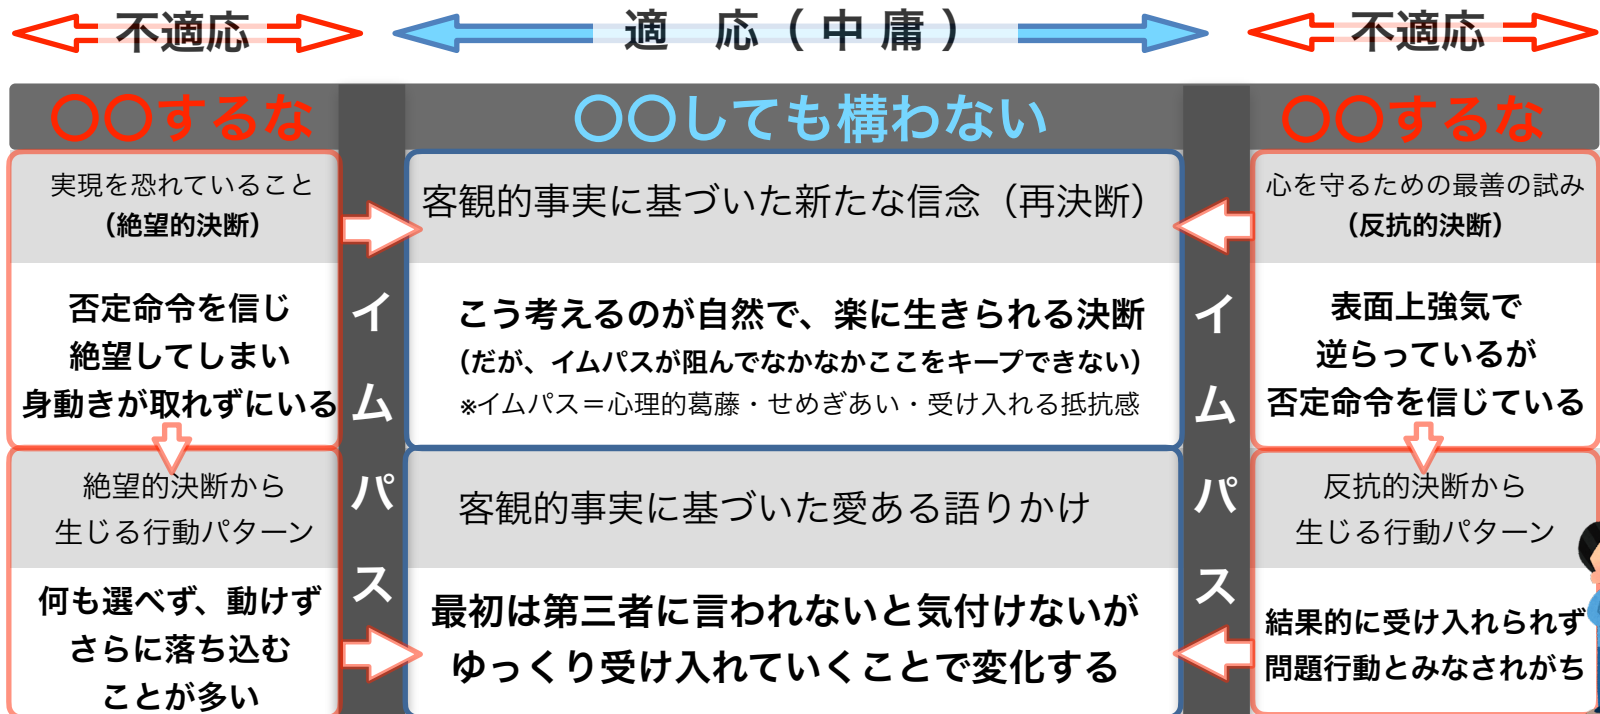 不適応
適 応（中庸）
不適応
〇〇するな
〇〇しても構わない
〇〇するな
実現を恐れていること
（絶望的決断）
否定命令を信じ
絶望してしまい
身動きが取れずにいる
絶望的決断から
生じる行動パターン
何も選べず、動けず
さらに落ち込む
ことが多い
イムパス
客観的事実に基づいた新たな信念（再決断）
こう考えるのが自然で、楽に生きられる決断
（だが、イムパスが阻んでなかなかここをキープできない）
※イムパス＝心理的葛藤・せめぎあい・受け入れる抵抗感
客観的事実に基づいた愛ある語りかけ
最初は第三者に言われないと気付けないが
ゆっくり受け入れていくことで変化する
イムパス
心を守るための最善の試み
（反抗的決断）
表面上強気で
逆らっているが
否定命令を信じている
反抗的決断から
生じる行動パターン
結果的に受け入れられず
問題行動とみなされがち